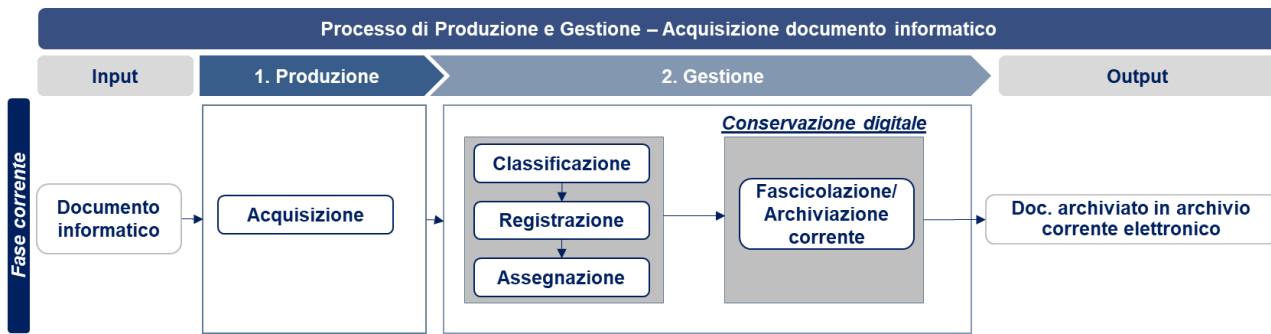 Processo di Produzione e Gestione – Acquisizione documento informatico
Input
1. Produzione
2. Gestione
Output
Fase corrente
Documento
informatico
Acquisizione
Classificazione
Registrazione
Assegnazione
Conservazione digitale
Fascicolazione/
Archiviazione
corrente
Doc. archiviato in archivio
corrente elettronico